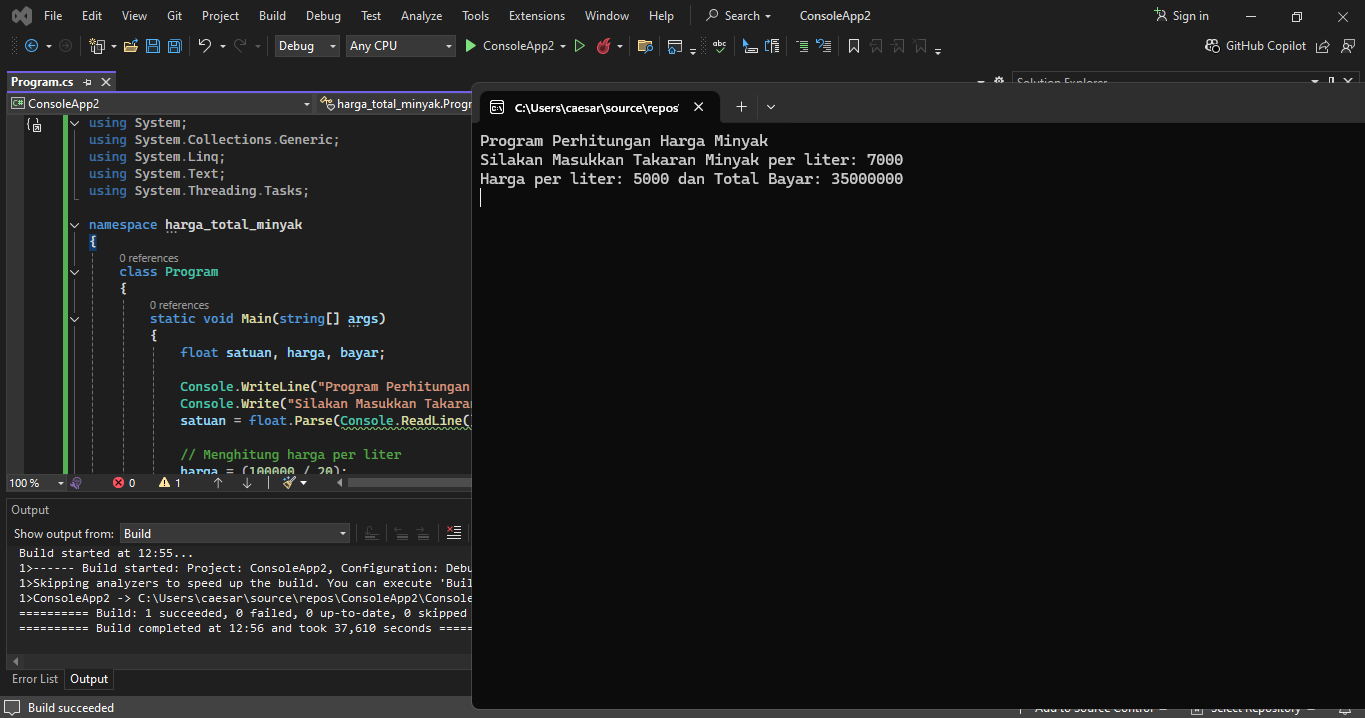 File Edit View Git Project Build Debug Test Analyze Tools Extensions Window Help Search ConsoleApp2 Sign in
Debug Any CPU ConsoleApp2 GitHub Copilot
Program.cs
Solution Explorer
ConsoleApp2 harga_total_minyak.Progr
C:\Users\caesar\source\repos
using System;
using System.Collections.Generic;
using System.Linq;
using System.Text;
using System.Threading.Tasks;
namespace harga_total_minyak
{
0 references
class Program
{
0 references
static void Main(string[] args)
{
float satuan, harga, bayar;
Console.WriteLine("Program Perhitungan
Console.Write("Silakan Masukkan Takaran
satuan = float.Parse(Console.ReadLine(
// Menghitung harga per liter
harga = (100000 / 20);
100 % 0 1
Program Perhitungan Harga Minyak
Silakan Masukkan Takaran Minyak per liter: 7000
Harga per liter: 5000 dan Total Bayar: 35000000
Output
Show output from: Build
Build started at 12:55...
1>------ Build started: Project: ConsoleApp2, Configuration: Debu
1>Skipping analyzers to speed up the build. You can execute 'Buil
1>ConsoleApp2 -> C:\Users\caesar\source\repos\ConsoleApp2\Console
========== Build: 1 succeeded, 0 failed, 0 up-to-date, 0 skipped
========== Build completed at 12:56 and took 37,610 seconds =====
Error List Output
Build succeeded Add to Source Control Select Repository